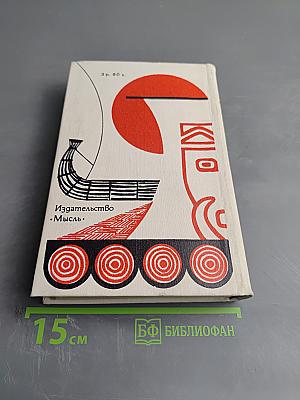 3 р. 80 к.
Издательство
«Мысль»
15 см
БФ БИБЛИОФАН